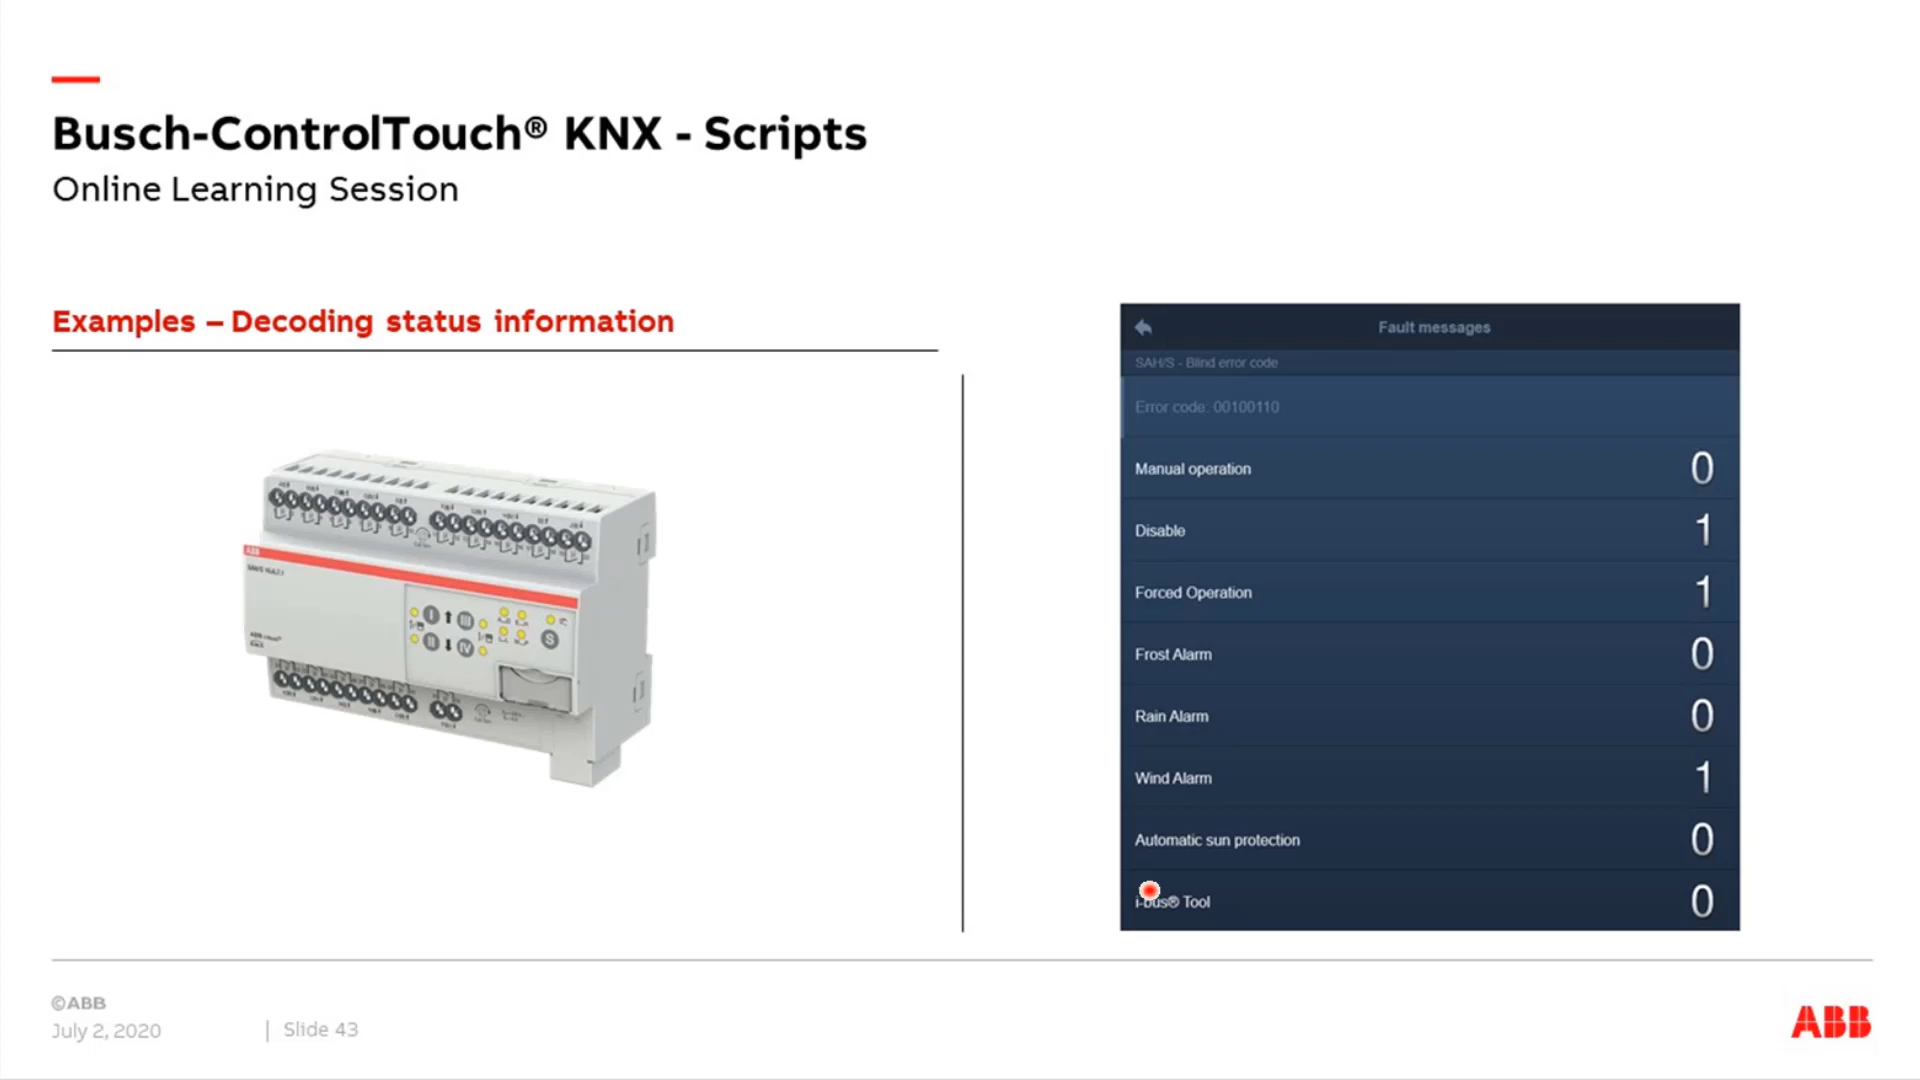 Busch-ControlTouch® KNX - Scripts
Online Learning Session
Examples – Decoding status information
ABB
Fault messages
SAH/S - Blind error code
Error code: 00100110
Manual operation 0
Disable 1
Forced Operation 1
Frost Alarm 0
Rain Alarm 0
Wind Alarm 1
Automatic sun protection 0
i-bus® Tool 0
©ABB
July 2, 2020 | Slide 43
ABB